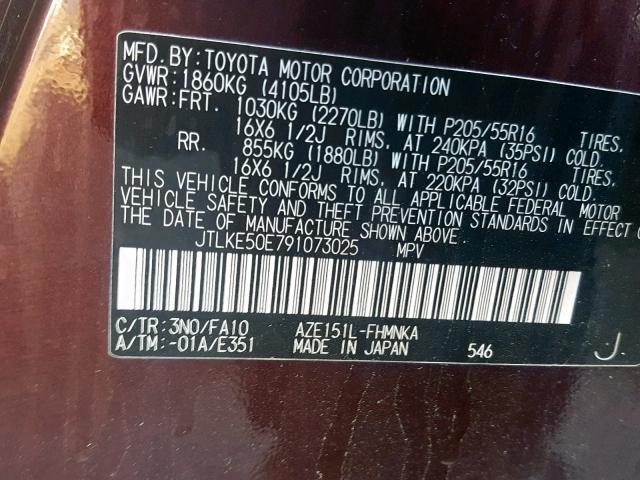 MFD. BY: TOYOTA MOTOR CORPORATION
GVWR: 1860KG (4105LB)
GAWR: FRT. 1030KG (2270LB) WITH P205/55R16 TIRES,
16X6 1/2J RIMS, AT 240KPA (35PSI) COLD.
RR. 855KG (1880LB) WITH P205/55R16 TIRES,
16X6 1/2J RIMS, AT 220KPA (32PSI) COLD.
THIS VEHICLE CONFORMS TO ALL APPLICABLE FEDERAL MOTOR
VEHICLE SAFETY AND THEFT PREVENTION STANDARDS IN EFFECT
THE DATE OF MANUFACTURE SHOWN ABOVE.
JTLKE50E791073025 MPV
C/TR: 3N0/FA10 AZE151L-FHMNKA
A/TM: -01A/E351 MADE IN JAPAN 546 J